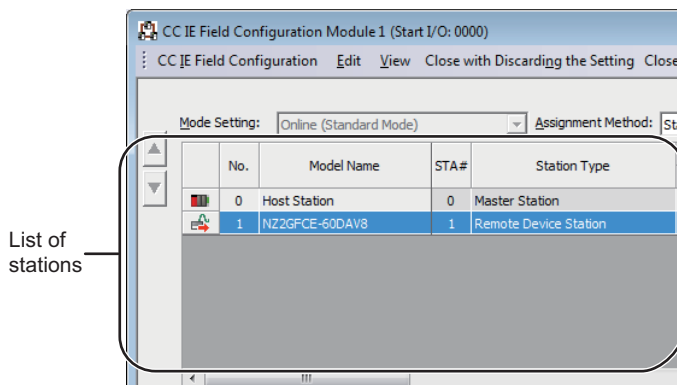 CC IE Field Configuration Module 1 (Start I/O: 0000)
CC IE Field Configuration Edit View Close with Discarding the Setting Close
Mode Setting: Online (Standard Mode) Assignment Method: St
No. Model Name STA# Station Type
0 Host Station 0 Master Station
1 NZ2GFCE-60DAV8 1 Remote Device Station
List of
stations